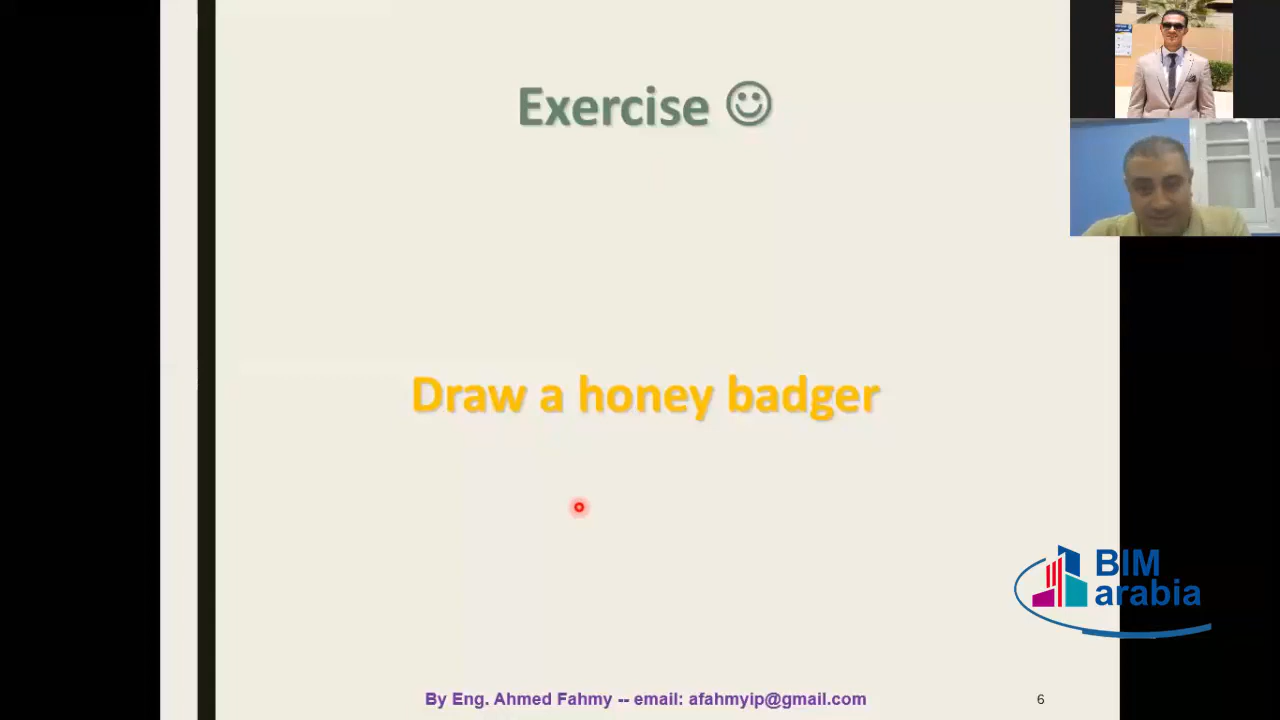 Exercise ☺
Draw a honey badger
BIM
arabia
By Eng. Ahmed Fahmy -- email: afahmyip@gmail.com
6